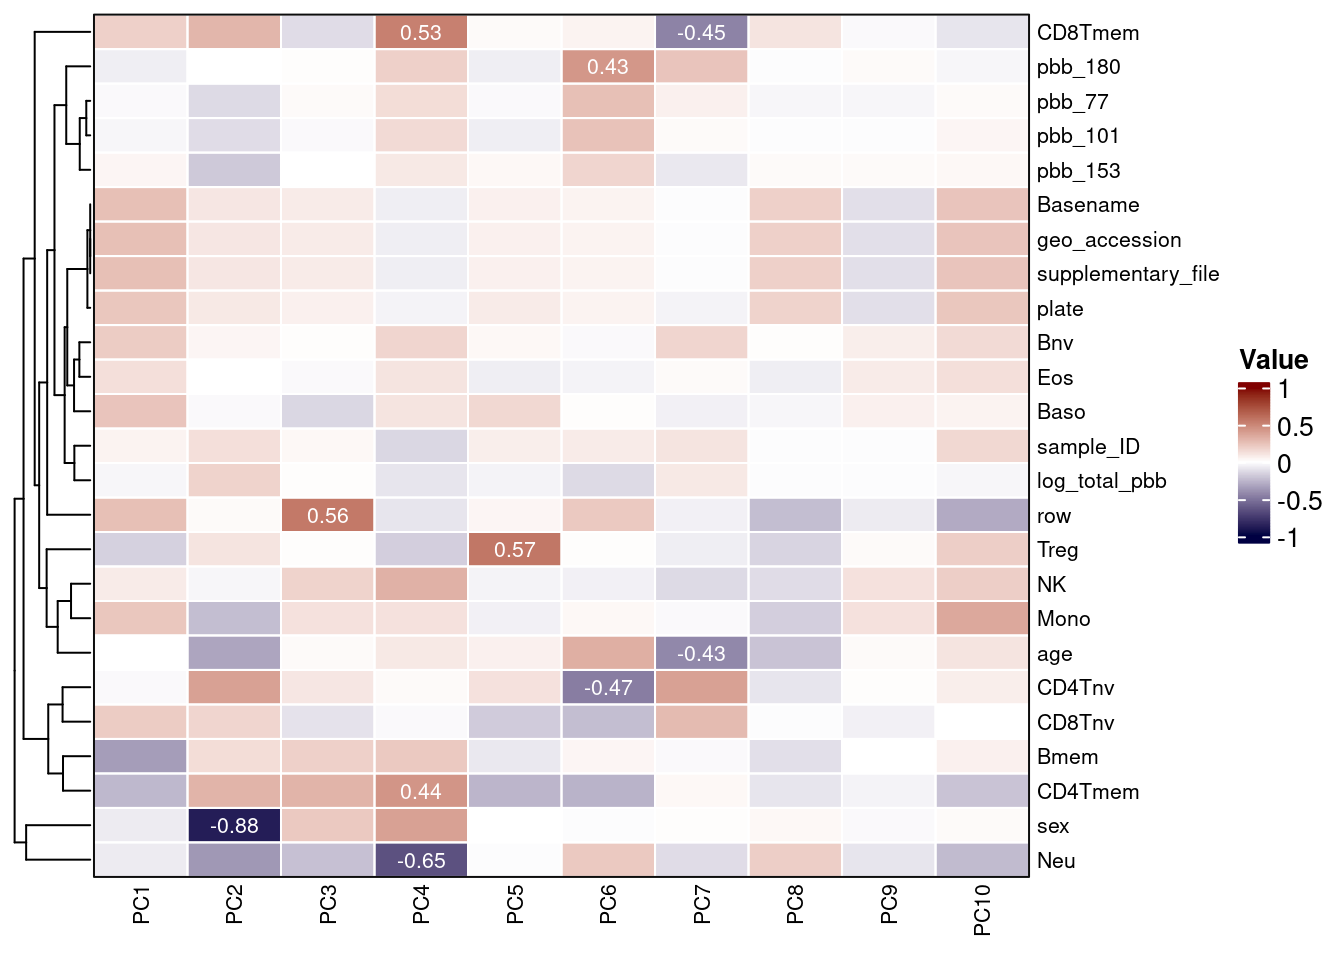 0.53 -0.45 CD8Tmem
0.43 pbb_180
pbb_77
pbb_101
pbb_153
Basename
geo_accession
supplementary_file
plate
Bnv
Eos
Baso
sample_ID
log_total_pbb
0.56 row
0.57 Treg
NK
Mono
-0.43 age
-0.47 CD4Tnv
CD8Tnv
Bmem
0.44 CD4Tmem
-0.88 sex
-0.65 Neu
PC1 PC2 PC3 PC4 PC5 PC6 PC7 PC8 PC9 PC10
Value
1
0.5
0
-0.5
-1